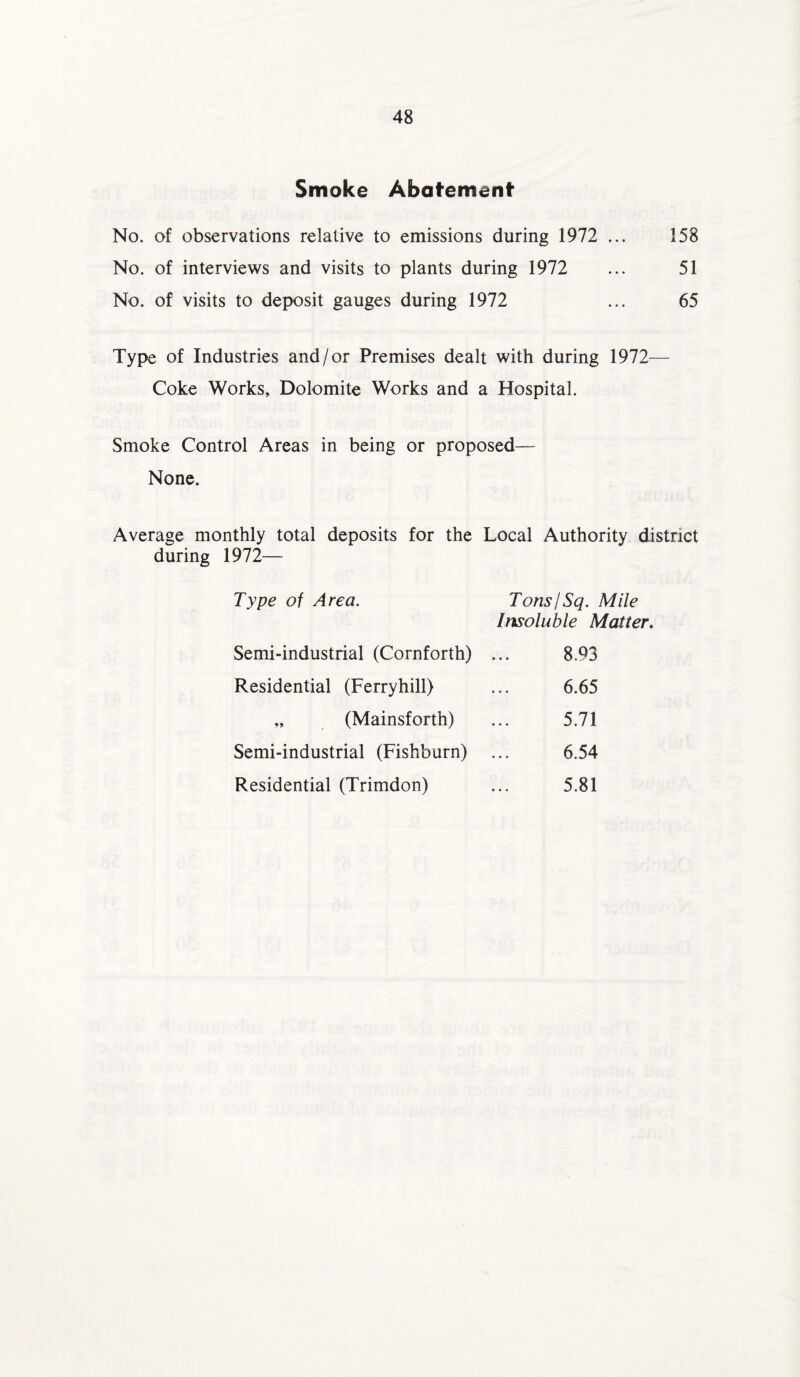 48
Smoke Abatement
No. of observations relative to emissions during 1972 ... 158
No. of interviews and visits to plants during 1972 ... 51
No. of visits to deposit gauges during 1972 ... 65
Type of Industries and/or Premises dealt with during 1972—
Coke Works, Dolomite Works and a Hospital.
Smoke Control Areas in being or proposed—
None.
Average monthly total deposits for the Local Authority district
during 1972—
Type of Area. Tons/Sq. Mile
Insoluble Matter.
Semi-industrial (Cornforth) ... 8.93
Residential (Ferryhill) ... 6.65
„ (Mainsforth) ... 5.71
Semi-industrial (Fishburn) ... 6.54
Residential (Trimdon) ... 5.81